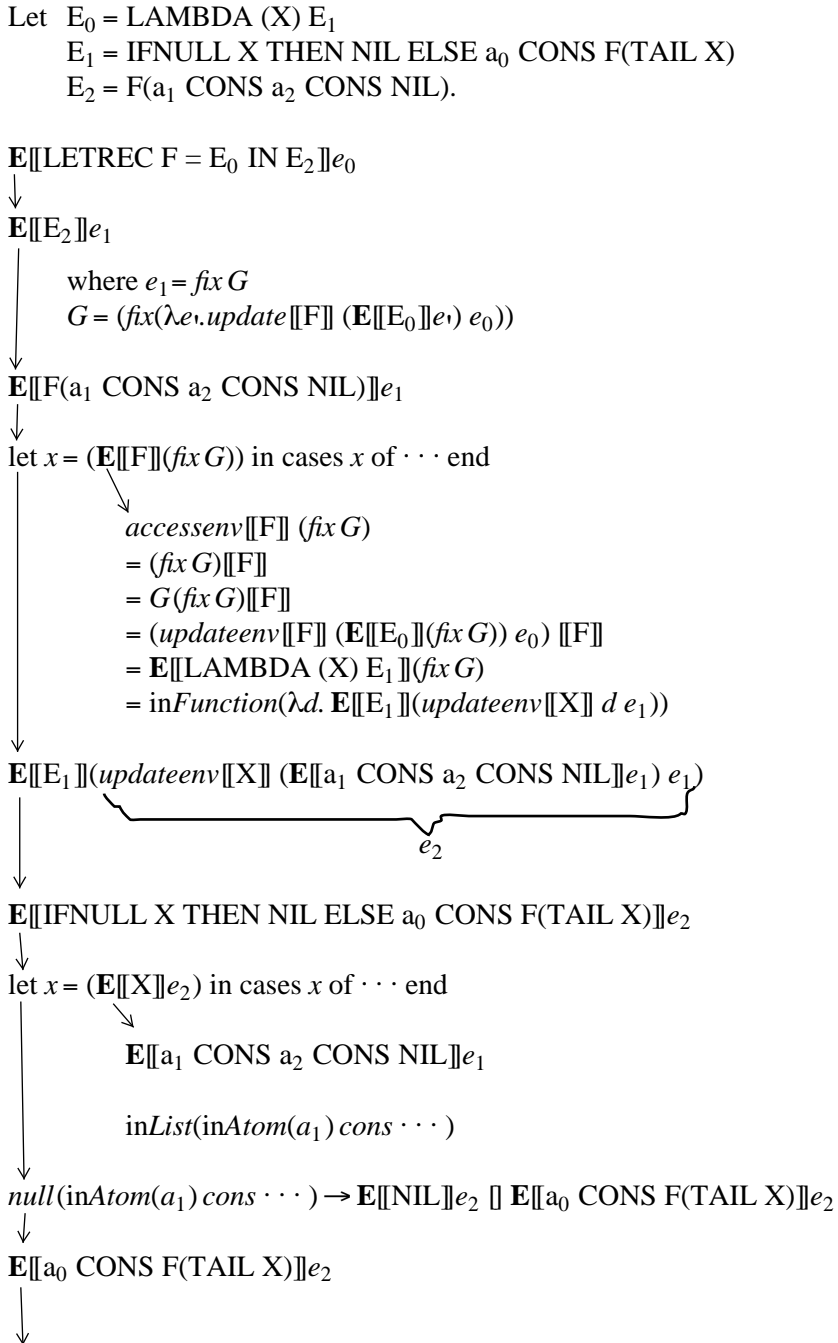 Let E₀ = LAMBDA (X) E₁
E₁ = IFNULL X THEN NIL ELSE a₀ CONS F(TAIL X)
E₂ = F(a₁ CONS a₂ CONS NIL).
E⟦LETREC F = E₀ IN E₂⟧e₀
E⟦E₂⟧e₁
where e₁ = fix G
G = (fix(λe′.update⟦F⟧ (E⟦E₀⟧e′) e₀))
E⟦F(a₁ CONS a₂ CONS NIL)⟧e₁
let x = (E⟦F⟧(fix G)) in cases x of · · · end
accessenv⟦F⟧ (fix G)
= (fix G)⟦F⟧
= G(fix G)⟦F⟧
= (updateenv⟦F⟧ (E⟦E₀⟧(fix G)) e₀) ⟦F⟧
= E⟦LAMBDA (X) E₁⟧(fix G)
= inFunction(λd. E⟦E₁⟧(updateenv⟦X⟧ d e₁))
E⟦E₁⟧(updateenv⟦X⟧ (E⟦a₁ CONS a₂ CONS NIL⟧e₁) e₁)
e₂
E⟦IFNULL X THEN NIL ELSE a₀ CONS F(TAIL X)⟧e₂
let x = (E⟦X⟧e₂) in cases x of · · · end
E⟦a₁ CONS a₂ CONS NIL⟧e₁
inList(inAtom(a₁) cons · · · )
null(inAtom(a₁) cons · · · ) → E⟦NIL⟧e₂ [] E⟦a₀ CONS F(TAIL X)⟧e₂
E⟦a₀ CONS F(TAIL X)⟧e₂